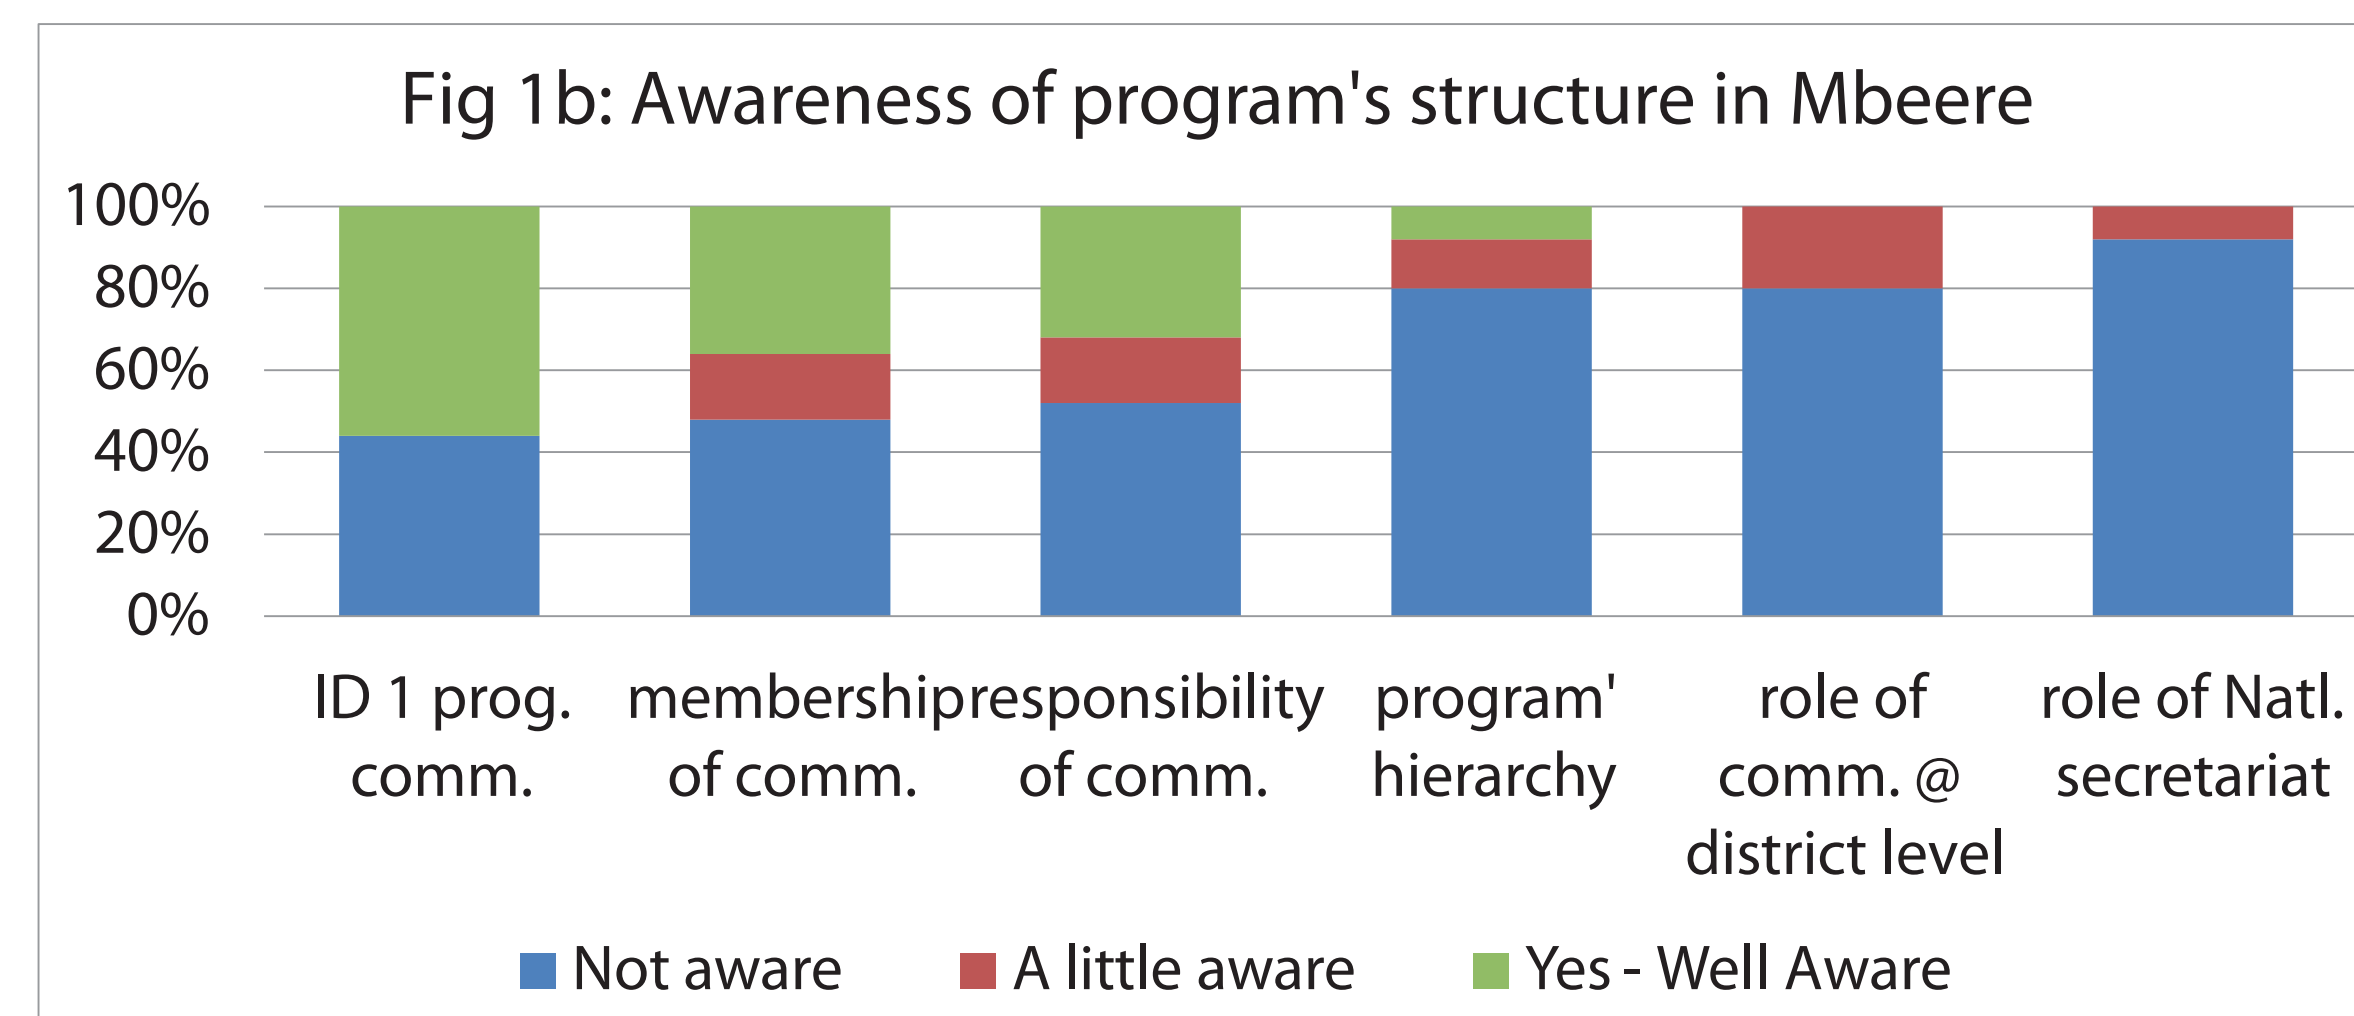 Fig 1b: Awareness of program's structure in Mbeere
100%
80%
60%
40%
20%
0%
ID 1 prog.
comm.
membership
of comm.
responsibility
of comm.
program'
hierarchy
role of
comm. @
district level
role of Natl.
secretariat
Not aware
A little aware
Yes - Well Aware